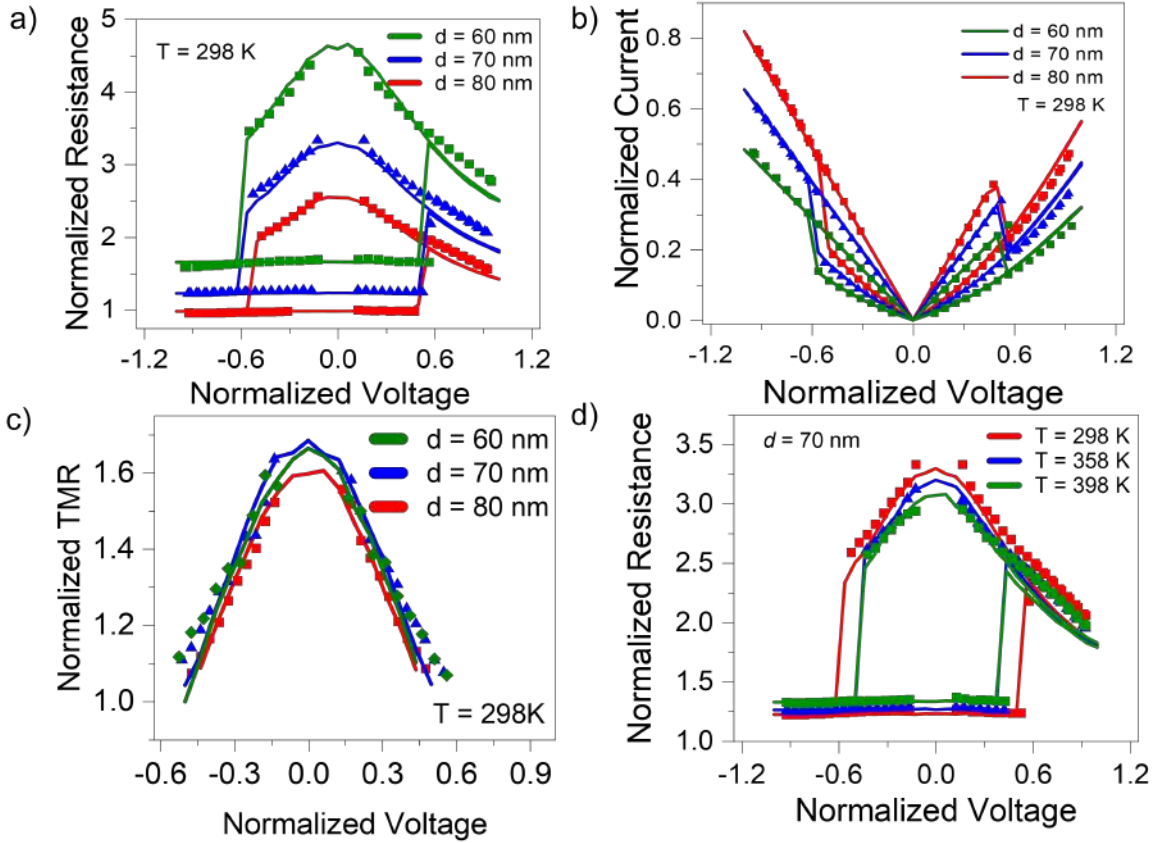 a)
Normalized Resistance
5
4
3
2
1
T = 298 K
d = 60 nm
d = 70 nm
d = 80 nm
-1.2 -0.6 0.0 0.6 1.2
Normalized Voltage
b)
Normalized Current
0.8
0.6
0.4
0.2
0.0
d = 60 nm
d = 70 nm
d = 80 nm
T = 298 K
-1.2 -0.6 0.0 0.6 1.2
Normalized Voltage
c)
Normalized TMR
1.6
1.4
1.2
1.0
d = 60 nm
d = 70 nm
d = 80 nm
T = 298K
-0.6 -0.3 0.0 0.3 0.6 0.9
Normalized Voltage
d)
Normalized Resistance
3.5
3.0
2.5
2.0
1.5
1.0
d = 70 nm
T = 298 K
T = 358 K
T = 398 K
-1.2 -0.6 0.0 0.6 1.2
Normalized Voltage